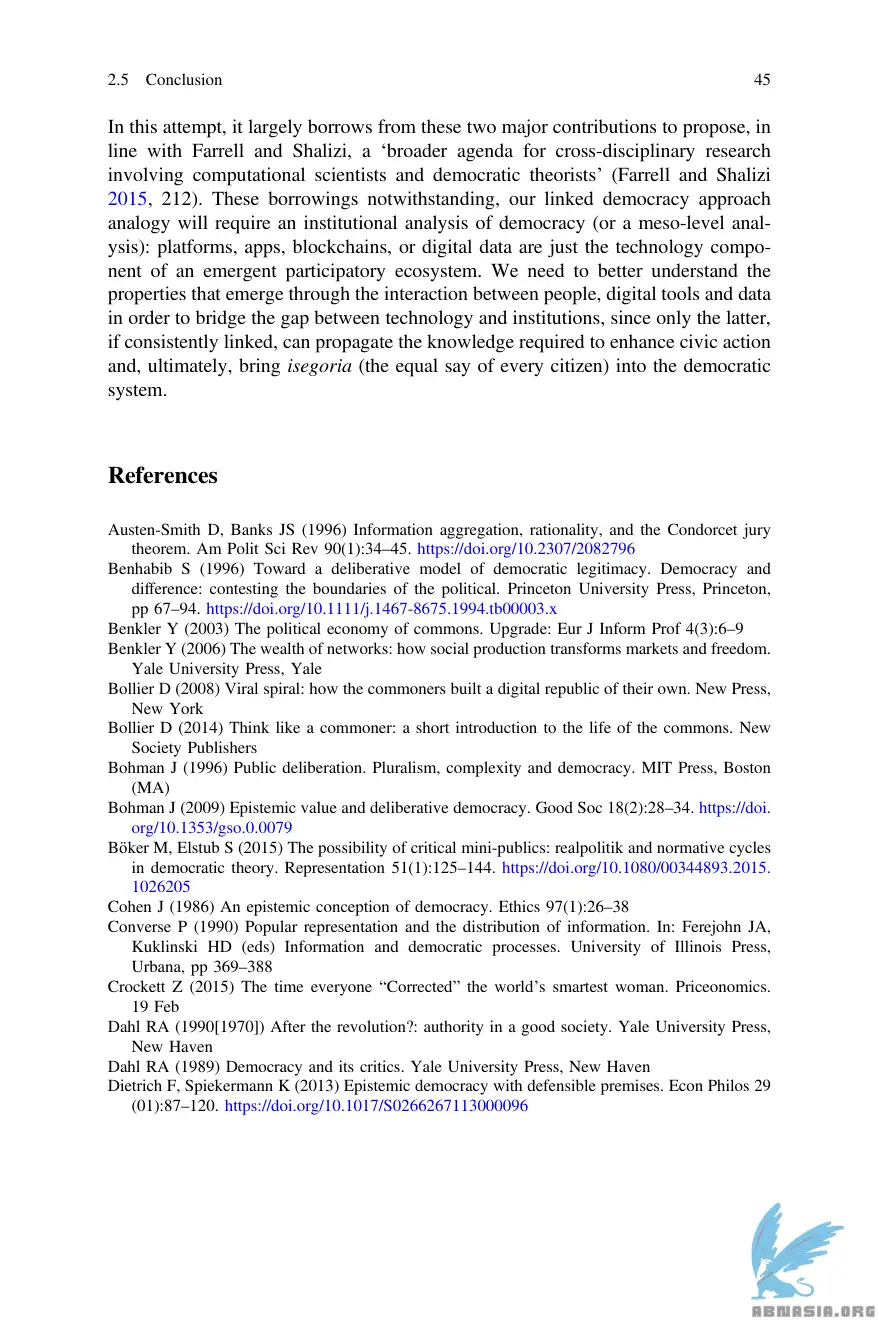 2.5 Conclusion 45
In this attempt, it largely borrows from these two major contributions to propose, in
line with Farrell and Shalizi, a ‘broader agenda for cross-disciplinary research
involving computational scientists and democratic theorists’ (Farrell and Shalizi
2015, 212). These borrowings notwithstanding, our linked democracy approach
analogy will require an institutional analysis of democracy (or a meso-level anal-
ysis): platforms, apps, blockchains, or digital data are just the technology compo-
nent of an emergent participatory ecosystem. We need to better understand the
properties that emerge through the interaction between people, digital tools and data
in order to bridge the gap between technology and institutions, since only the latter,
if consistently linked, can propagate the knowledge required to enhance civic action
and, ultimately, bring isegoria (the equal say of every citizen) into the democratic
system.
References
Austen-Smith D, Banks JS (1996) Information aggregation, rationality, and the Condorcet jury
theorem. Am Polit Sci Rev 90(1):34–45. https://doi.org/10.2307/2082796
Benhabib S (1996) Toward a deliberative model of democratic legitimacy. Democracy and
difference: contesting the boundaries of the political. Princeton University Press, Princeton,
pp 67–94. https://doi.org/10.1111/j.1467-8675.1994.tb00003.x
Benkler Y (2003) The political economy of commons. Upgrade: Eur J Inform Prof 4(3):6–9
Benkler Y (2006) The wealth of networks: how social production transforms markets and freedom.
Yale University Press, Yale
Bollier D (2008) Viral spiral: how the commoners built a digital republic of their own. New Press,
New York
Bollier D (2014) Think like a commoner: a short introduction to the life of the commons. New
Society Publishers
Bohman J (1996) Public deliberation. Pluralism, complexity and democracy. MIT Press, Boston
(MA)
Bohman J (2009) Epistemic value and deliberative democracy. Good Soc 18(2):28–34. https://doi.
org/10.1353/gso.0.0079
Böker M, Elstub S (2015) The possibility of critical mini-publics: realpolitik and normative cycles
in democratic theory. Representation 51(1):125–144. https://doi.org/10.1080/00344893.2015.
1026205
Cohen J (1986) An epistemic conception of democracy. Ethics 97(1):26–38
Converse P (1990) Popular representation and the distribution of information. In: Ferejohn JA,
Kuklinski HD (eds) Information and democratic processes. University of Illinois Press,
Urbana, pp 369–388
Crockett Z (2015) The time everyone “Corrected” the world’s smartest woman. Priceonomics.
19 Feb
Dahl RA (1990[1970]) After the revolution?: authority in a good society. Yale University Press,
New Haven
Dahl RA (1989) Democracy and its critics. Yale University Press, New Haven
Dietrich F, Spiekermann K (2013) Epistemic democracy with defensible premises. Econ Philos 29
(01):87–120. https://doi.org/10.1017/S0266267113000096
ABNASIA.ORG